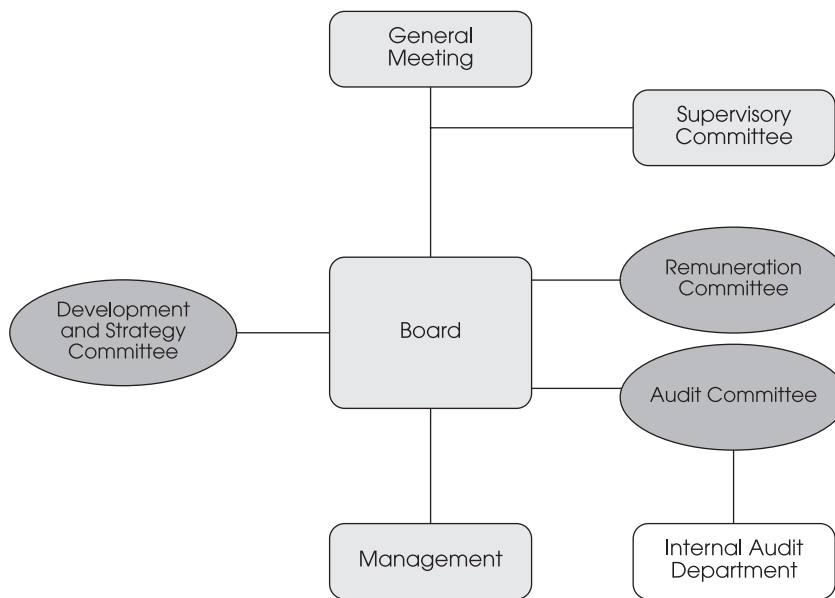 General
Meeting
Supervisory
Committee
Remuneration
Committee
Development
and Strategy
Committee
Board
Audit Committee
Management
Internal Audit
Department